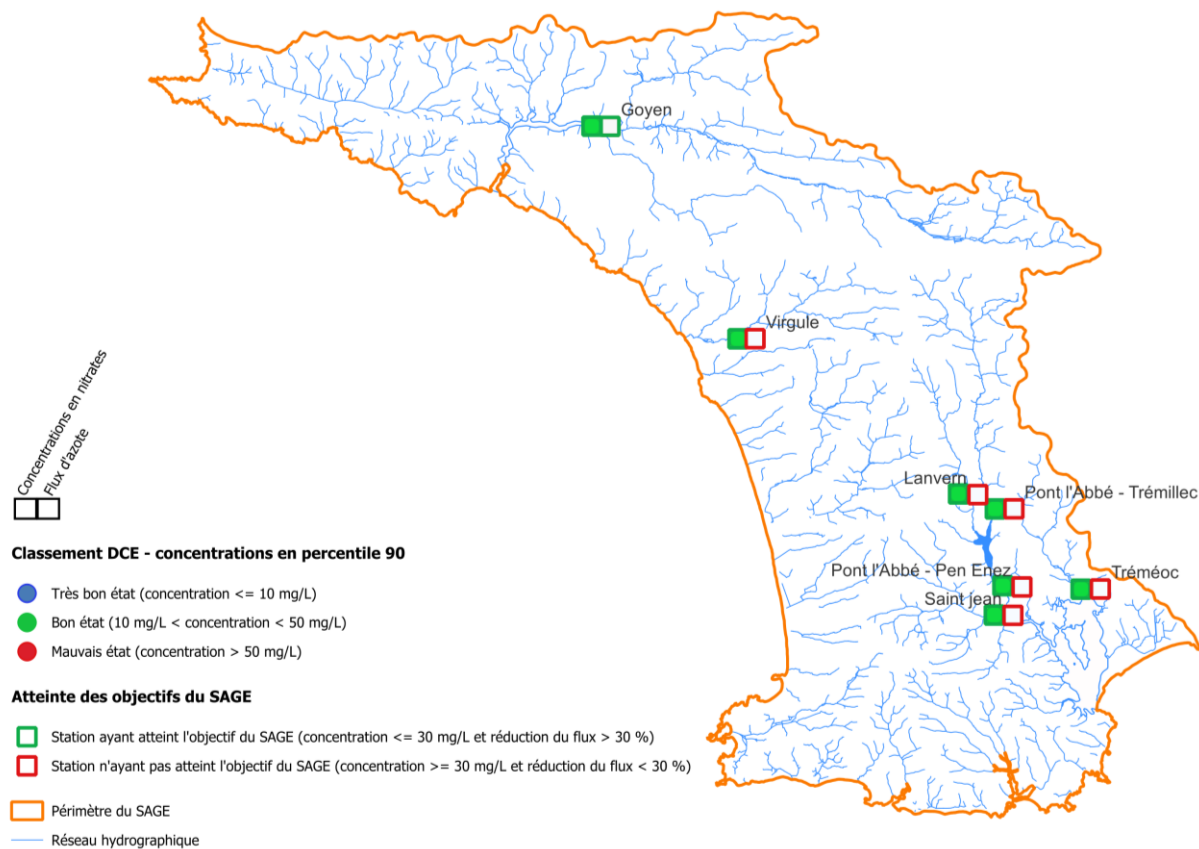 Goyen
Virgule
Lanvern
Pont l'Abbé - Trémillec
Pont l'Abbé - Pen Enez
Tréméoc
Saint jean
Concentrations en nitrates
Flux d'azote
Classement DCE - concentrations en percentile 90
Très bon état (concentration <= 10 mg/L)
Bon état (10 mg/L < concentration < 50 mg/L)
Mauvais état (concentration > 50 mg/L)
Atteinte des objectifs du SAGE
Station ayant atteint l'objectif du SAGE (concentration <= 30 mg/L et réduction du flux > 30 %)
Station n'ayant pas atteint l'objectif du SAGE (concentration >= 30 mg/L et réduction du flux < 30 %)
Périmètre du SAGE
Réseau hydrographique